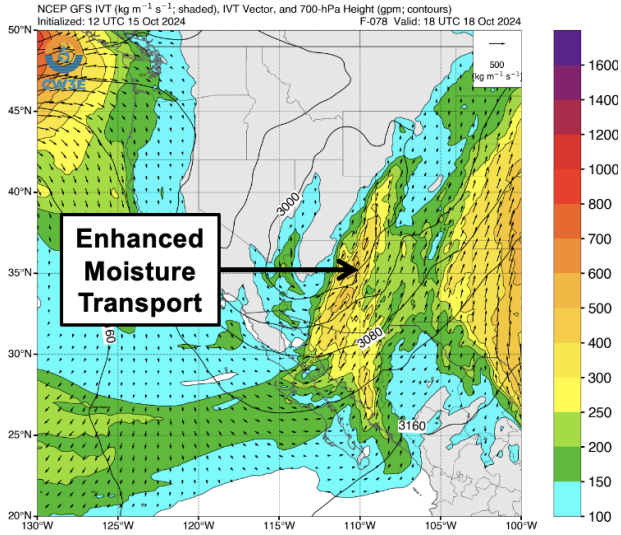 NCEP GFS IVT (kg m⁻¹ s⁻¹; shaded), IVT Vector, and 700-hPa Height (gpm; contours)
Initialized: 12 UTC 15 Oct 2024 F-078 Valid: 18 UTC 18 Oct 2024
50°N
CW3E
500
(kg m⁻¹ s⁻¹)
1600
1400
1200
1000
800
700
600
500
400
300
250
200
150
100
45°N
40°N
3000
Enhanced
Moisture
Transport
35°N
3080
30°N
3160
25°N
20°N
130°W 125°W 120°W 115°W 110°W 105°W 100°W